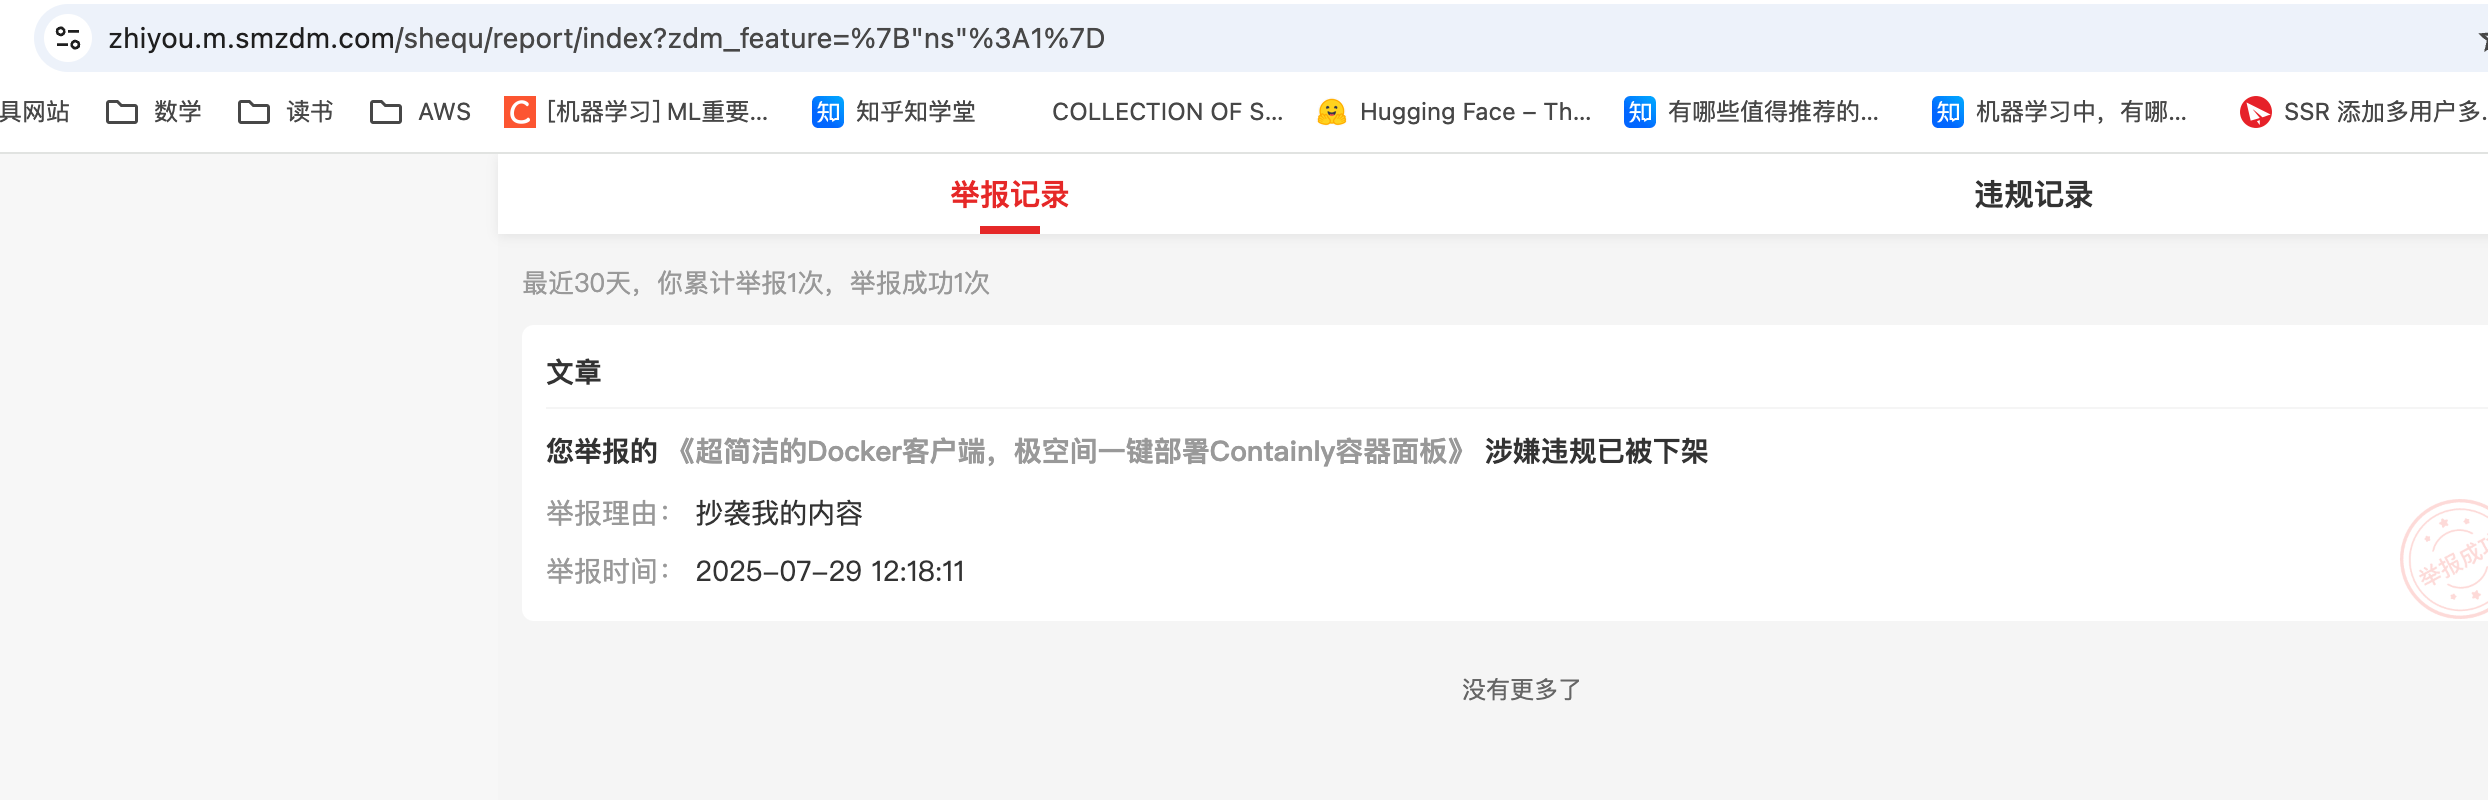 zhiyou.m.smzdm.com/shequ/report/index?zdm_feature=%7B"ns"%3A1%7D
具网站 数学 读书 AWS [机器学习] ML重要... 知乎知学堂 COLLECTION OF S... Hugging Face – Th... 有哪些值得推荐的... 机器学习中，有哪... SSR 添加多用户多..
举报记录 违规记录
最近30天，你累计举报1次，举报成功1次
文章
您举报的《超简洁的Docker客户端，极空间一键部署Containly容器面板》涉嫌违规已被下架
举报理由： 抄袭我的内容
举报时间： 2025-07-29 12:18:11
举报成功
没有更多了